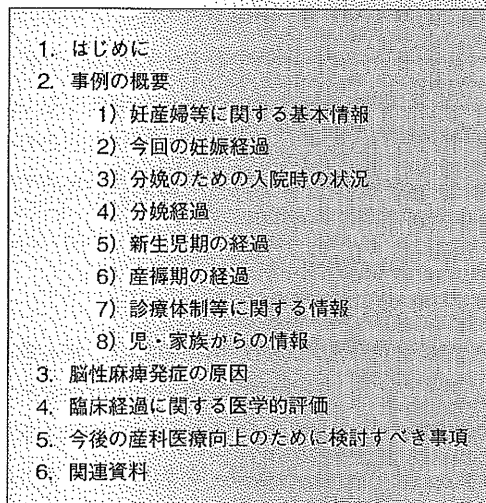 1. はじめに
2. 事例の概要
1) 妊産婦等に関する基本情報
2) 今回の妊娠経過
3) 分娩のための入院時の状況
4) 分娩経過
5) 新生児期の経過
6) 産褥期の経過
7) 診療体制等に関する情報
8) 児・家族からの情報
3. 脳性麻痺発症の原因
4. 臨床経過に関する医学的評価
5. 今後の産科医療向上のために検討すべき事項
6. 関連資料